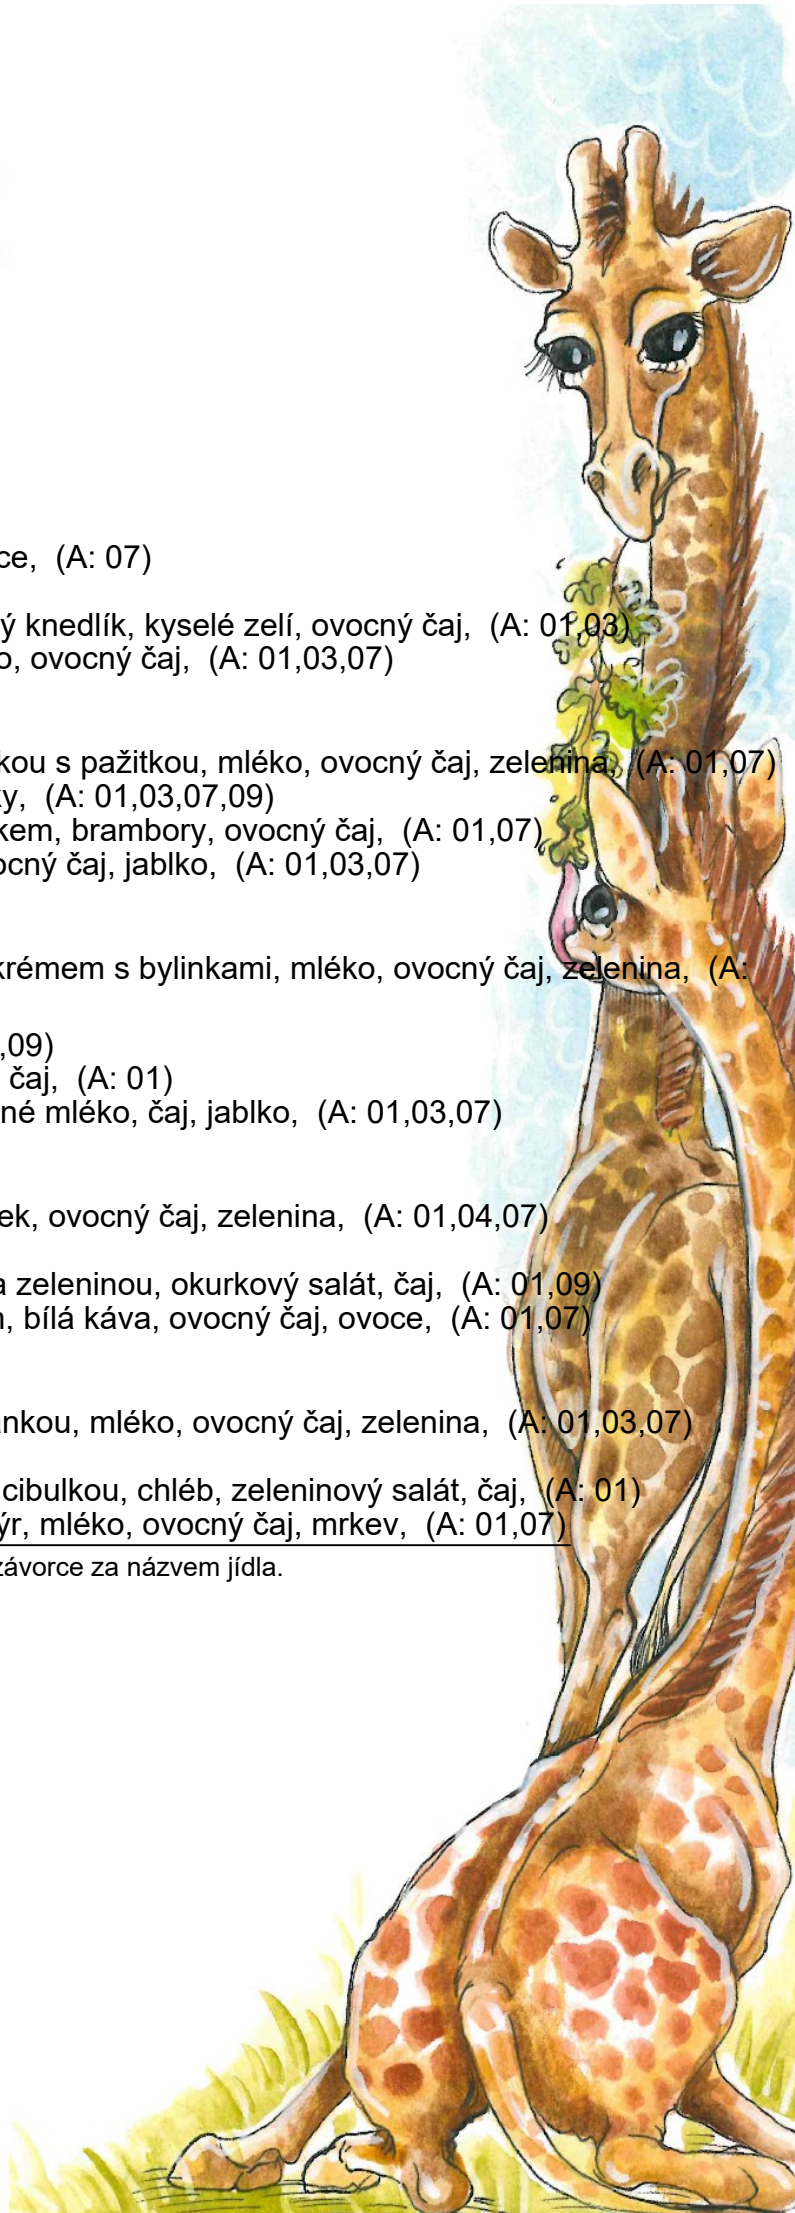 ce, (A: 07)
ý knedlík, kyselé zelí, ovocný čaj, (A: 01,03)
o, ovocný čaj, (A: 01,03,07)
kou s pažitkou, mléko, ovocný čaj, zelenina, (A: 01,07)
ky, (A: 01,03,07,09)
kem, brambory, ovocný čaj, (A: 01,07)
ocný čaj, jablko, (A: 01,03,07)
krémem s bylinkami, mléko, ovocný čaj, zelenina, (A:
,09)
čaj, (A: 01)
né mléko, čaj, jablko, (A: 01,03,07)
ek, ovocný čaj, zelenina, (A: 01,04,07)
a zeleninou, okurkový salát, čaj, (A: 01,09)
n, bílá káva, ovocný čaj, ovoce, (A: 01,07)
ankou, mléko, ovocný čaj, zelenina, (A: 01,03,07)
cibulkou, chléb, zeleninový salát, čaj, (A: 01)
ýr, mléko, ovocný čaj, mrkev, (A: 01,07)
závorce za názvem jídla.